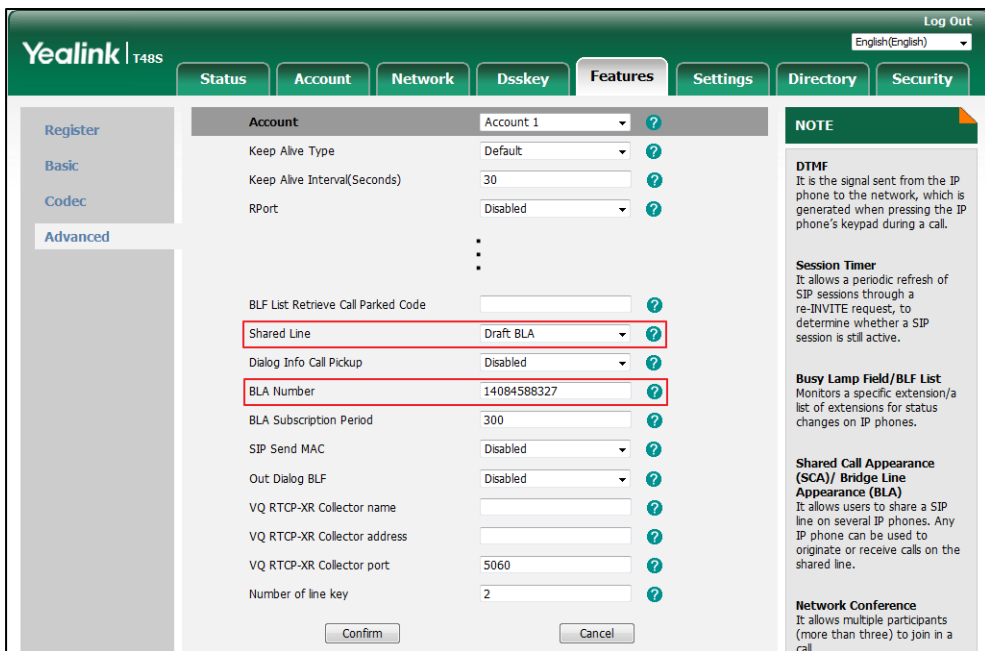 Log Out
Yealink T48S
English(English)
Status Account Network Dsskey Features Settings Directory Security
Register
Basic
Codec
Advanced
Account Account 1 ?
Keep Alive Type Default ?
Keep Alive Interval(Seconds) 30 ?
RPort Disabled ?
BLF List Retrieve Call Parked Code ?
Shared Line Draft BLA ?
Dialog Info Call Pickup Disabled ?
BLA Number 14084588327 ?
BLA Subscription Period 300 ?
SIP Send MAC Disabled ?
Out Dialog BLF Disabled ?
VQ RTCP-XR Collector name ?
VQ RTCP-XR Collector address ?
VQ RTCP-XR Collector port 5060 ?
Number of line key 2 ?
Confirm Cancel
NOTE
DTMF
It is the signal sent from the IP
phone to the network, which is
generated when pressing the IP
phone's keypad during a call.
Session Timer
It allows a periodic refresh of
SIP sessions through a
re-INVITE request, to
determine whether a SIP
session is still active.
Busy Lamp Field/BLF List
Monitors a specific extension/a
list of extensions for status
changes on IP phones.
Shared Call Appearance
(SCA)/ Bridge Line
Appearance (BLA)
It allows users to share a SIP
line on several IP phones. Any
IP phone can be used to
originate or receive calls on the
shared line.
Network Conference
It allows multiple participants
(more than three) to join in a
call